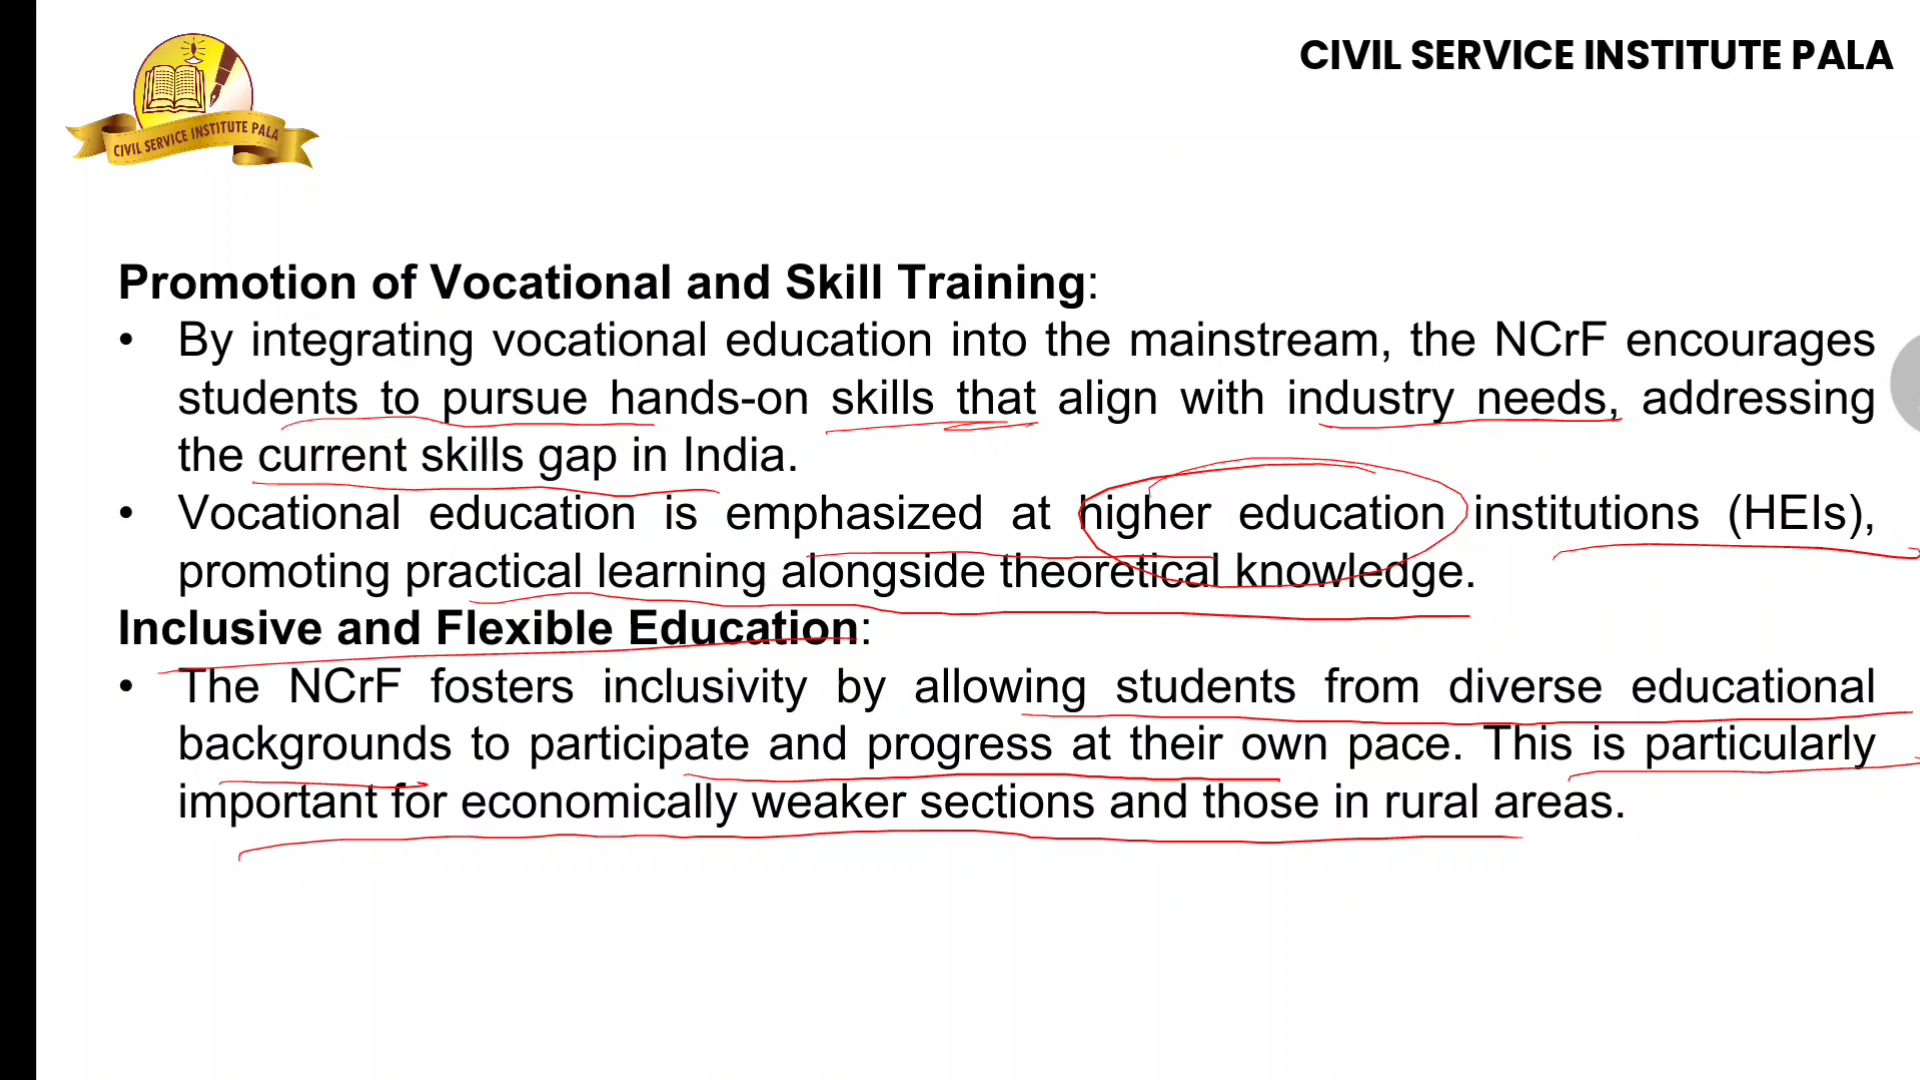 CIVIL SERVICE INSTITUTE PALA
CIVIL SERVICE INSTITUTE PALA
Promotion of Vocational and Skill Training:
• By integrating vocational education into the mainstream, the NCrF encourages
students to pursue hands-on skills that align with industry needs, addressing
the current skills gap in India.
• Vocational education is emphasized at higher education institutions (HEIs),
promoting practical learning alongside theoretical knowledge.
Inclusive and Flexible Education:
• The NCrF fosters inclusivity by allowing students from diverse educational
backgrounds to participate and progress at their own pace. This is particularly
important for economically weaker sections and those in rural areas.